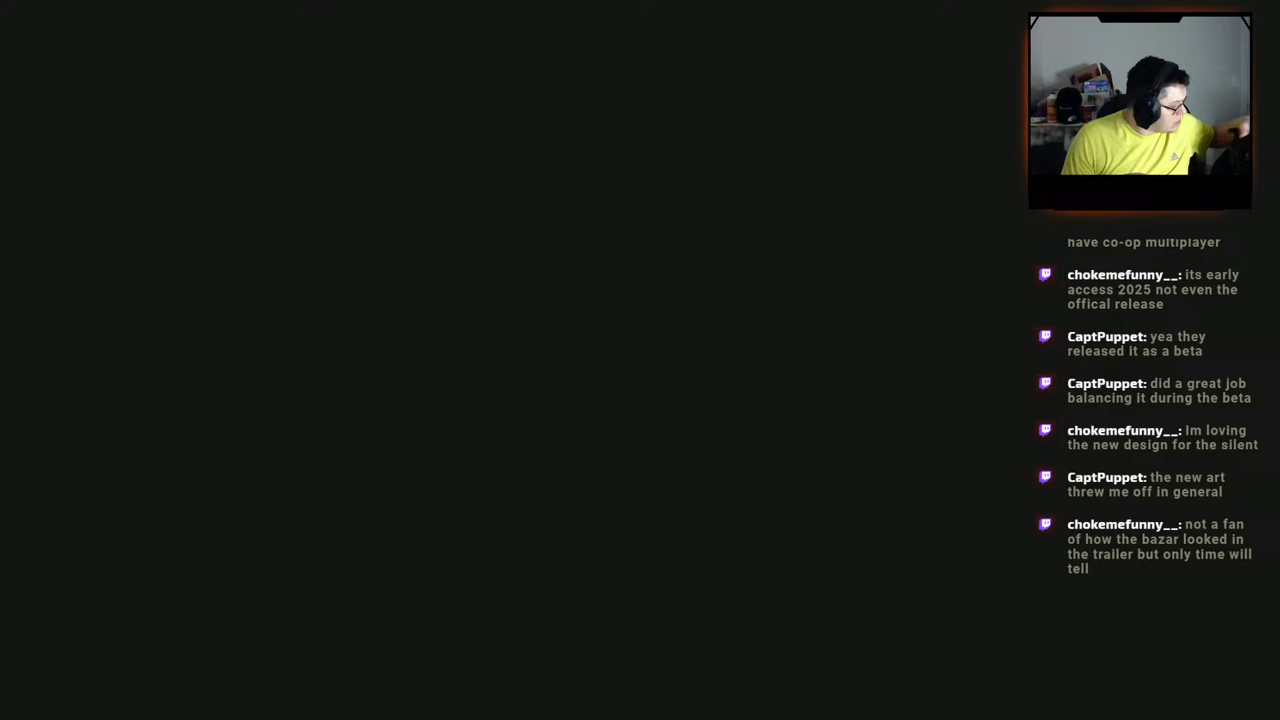 have co-op multiplayer
chokemefunny__: its early
access 2025 not even the
offical release
CaptPuppet: yea they
released it as a beta
CaptPuppet: did a great job
balancing it during the beta
chokemefunny__: Im loving
the new design for the silent
CaptPuppet: the new art
threw me off in general
chokemefunny__: not a fan
of how the bazar looked in
the trailer but only time will
tell